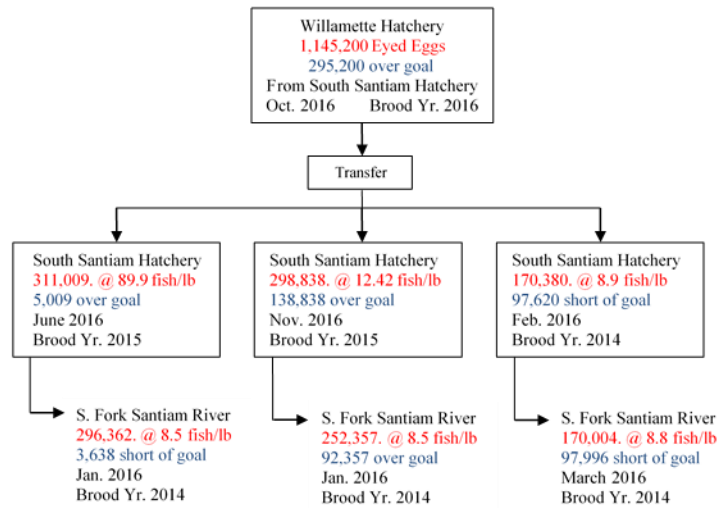 Willamette Hatchery
1,145,200 Eyed Eggs
295,200 over goal
From South Santiam Hatchery
Oct. 2016 Brood Yr. 2016
Transfer
South Santiam Hatchery
311,009. @ 89.9 fish/lb
5,009 over goal
June 2016
Brood Yr. 2015
South Santiam Hatchery
298,838. @ 12.42 fish/lb
138,838 over goal
Nov. 2016
Brood Yr. 2015
South Santiam Hatchery
170,380. @ 8.9 fish/lb
97,620 short of goal
Feb. 2016
Brood Yr. 2014
S. Fork Santiam River
296,362. @ 8.5 fish/lb
3,638 short of goal
Jan. 2016
Brood Yr. 2014
S. Fork Santiam River
252,357. @ 8.5 fish/lb
92,357 over goal
Jan. 2016
Brood Yr. 2014
S. Fork Santiam River
170,004. @ 8.8 fish/lb
97,996 short of goal
March 2016
Brood Yr. 2014